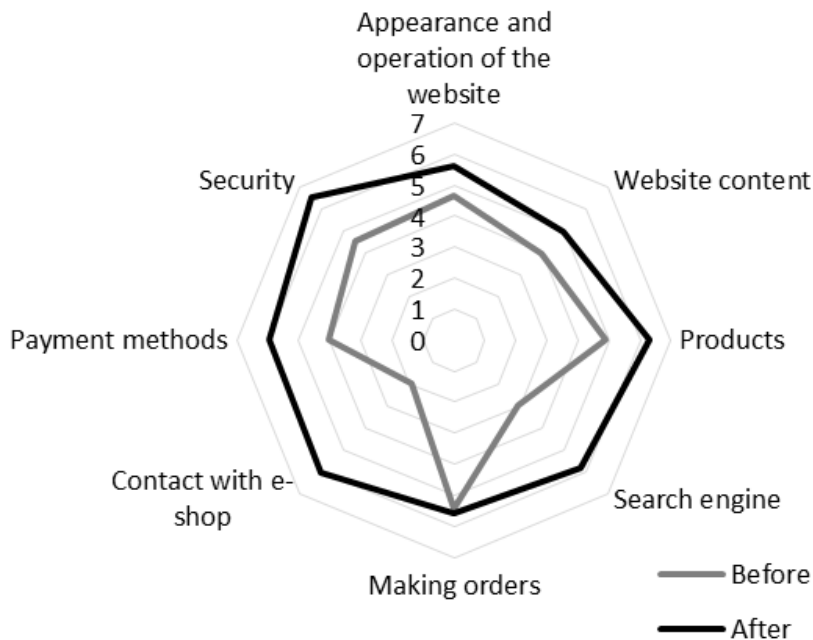 Appearance and
operation of the
website
7
6
Security
5
Website content
4
3
2
1
Payment methods
0
Products
Contact with e-
shop
Search engine
Making orders
Before
After